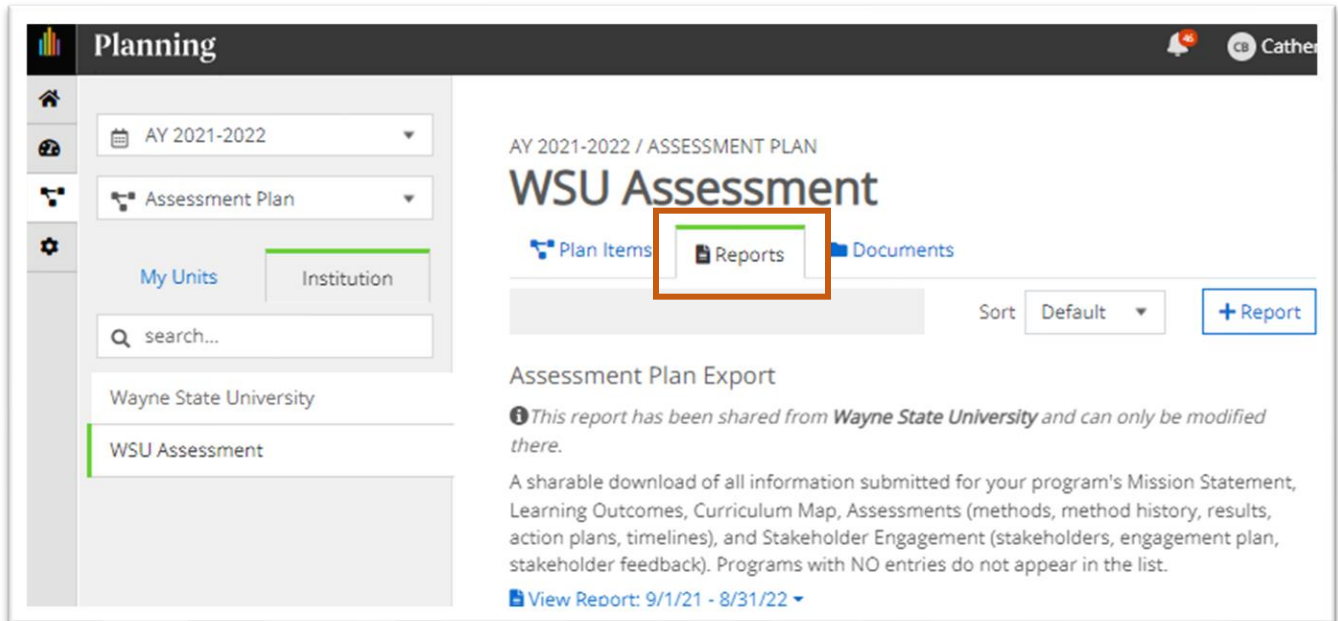 Planning
46
CB Cather
AY 2021-2022
Assessment Plan
My Units Institution
search...
Wayne State University
WSU Assessment
AY 2021-2022 / ASSESSMENT PLAN
WSU Assessment
Plan Items Reports Documents
Sort Default + Report
Assessment Plan Export
This report has been shared from Wayne State University and can only be modified
there.
A sharable download of all information submitted for your program's Mission Statement,
Learning Outcomes, Curriculum Map, Assessments (methods, method history, results,
action plans, timelines), and Stakeholder Engagement (stakeholders, engagement plan,
stakeholder feedback). Programs with NO entries do not appear in the list.
View Report: 9/1/21 - 8/31/22